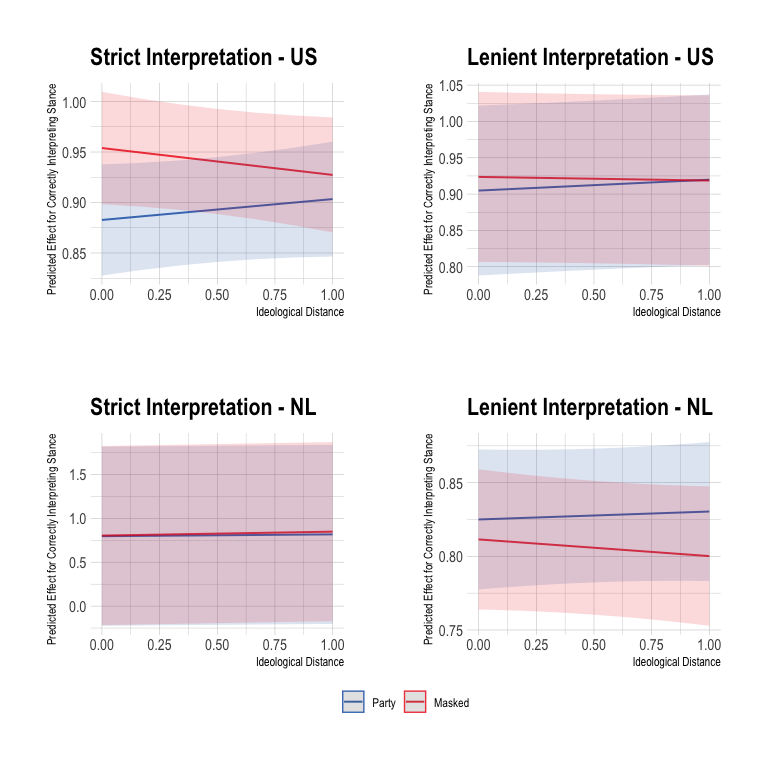 Strict Interpretation - US
Predicted Effect for Correctly Interpreting Stance
1.00
0.95
0.90
0.85
0.00 0.25 0.50 0.75 1.00
Ideological Distance
Lenient Interpretation - US
Predicted Effect for Correctly Interpreting Stance
1.05
1.00
0.95
0.90
0.85
0.80
0.00 0.25 0.50 0.75 1.00
Ideological Distance
Strict Interpretation - NL
Predicted Effect for Correctly Interpreting Stance
1.5
1.0
0.5
0.0
0.00 0.25 0.50 0.75 1.00
Ideological Distance
Lenient Interpretation - NL
Predicted Effect for Correctly Interpreting Stance
0.85
0.80
0.75
0.00 0.25 0.50 0.75 1.00
Ideological Distance
Party Masked